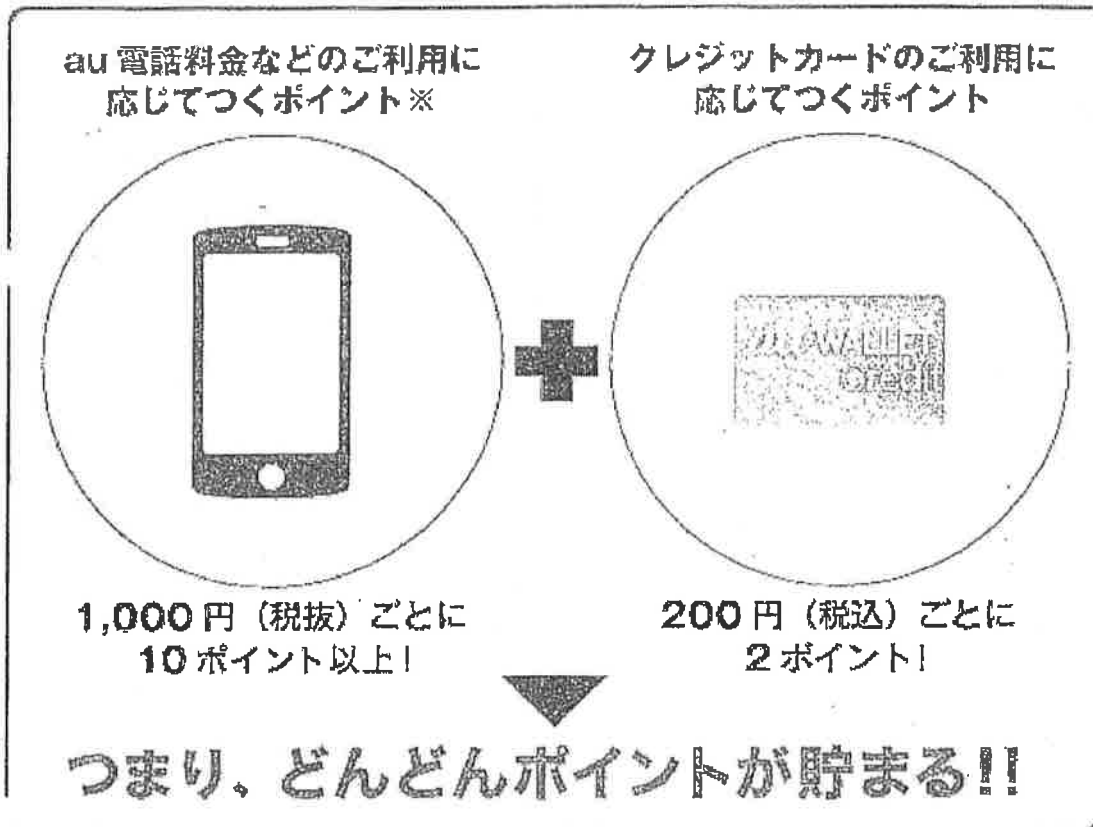 au 電話料金などのご利用に
応じてつくポイント※
クレジットカードのご利用に
応じてつくポイント
au WALLET
Credit
1,000円（税抜）ごとに
10ポイント以上!
200円（税込）ごとに
2ポイント!
つまり、どんどんポイントが貯まる!!